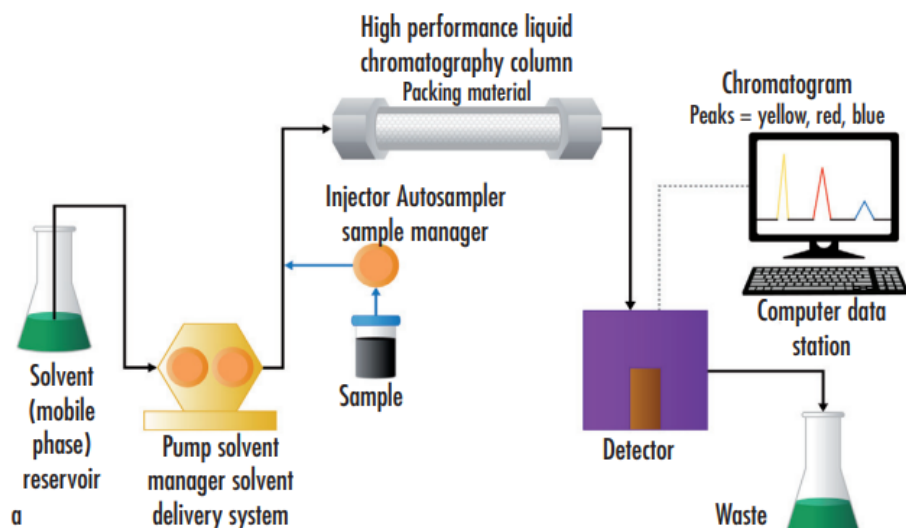 High performance liquid
chromatography column
Packing material
Chromatogram
Peaks = yellow, red, blue
Injector Autosampler
sample manager
Sample
Solvent
(mobile
phase)
reservoir
Pump solvent
manager solvent
delivery system
Detector
Computer data
station
Waste
a